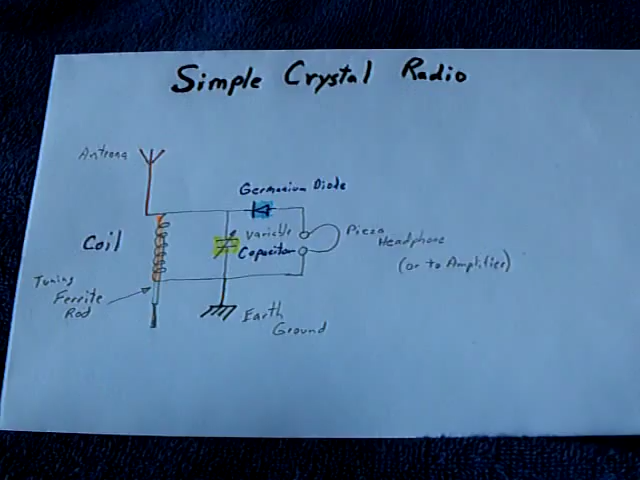 Simple Crystal Radio
Antenna
Germanium Diode
Coil
Variable
Capacitor
Piezo
Headphone
(or to Amplifier)
Tuning
Ferrite
Rod
Earth
Ground